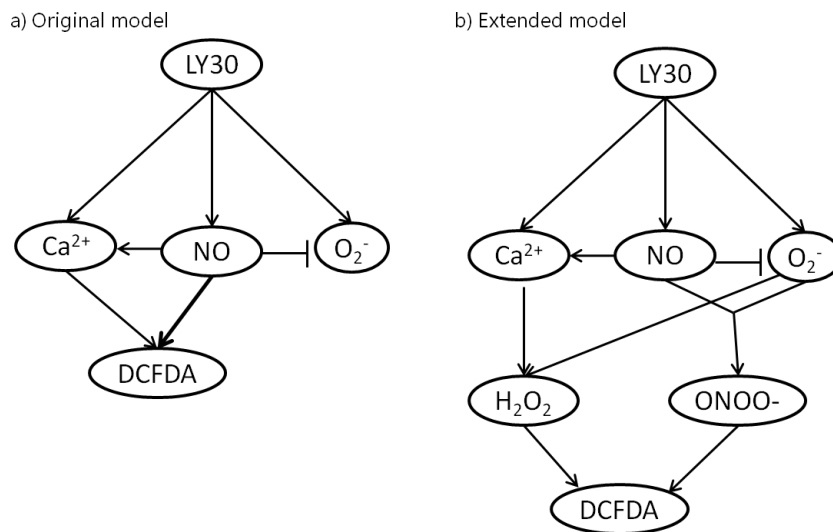 a) Original model
LY30
Ca²⁺
NO
O₂⁻
DCFDA
b) Extended model
LY30
Ca²⁺
NO
O₂⁻
H₂O₂
ONOO-
DCFDA